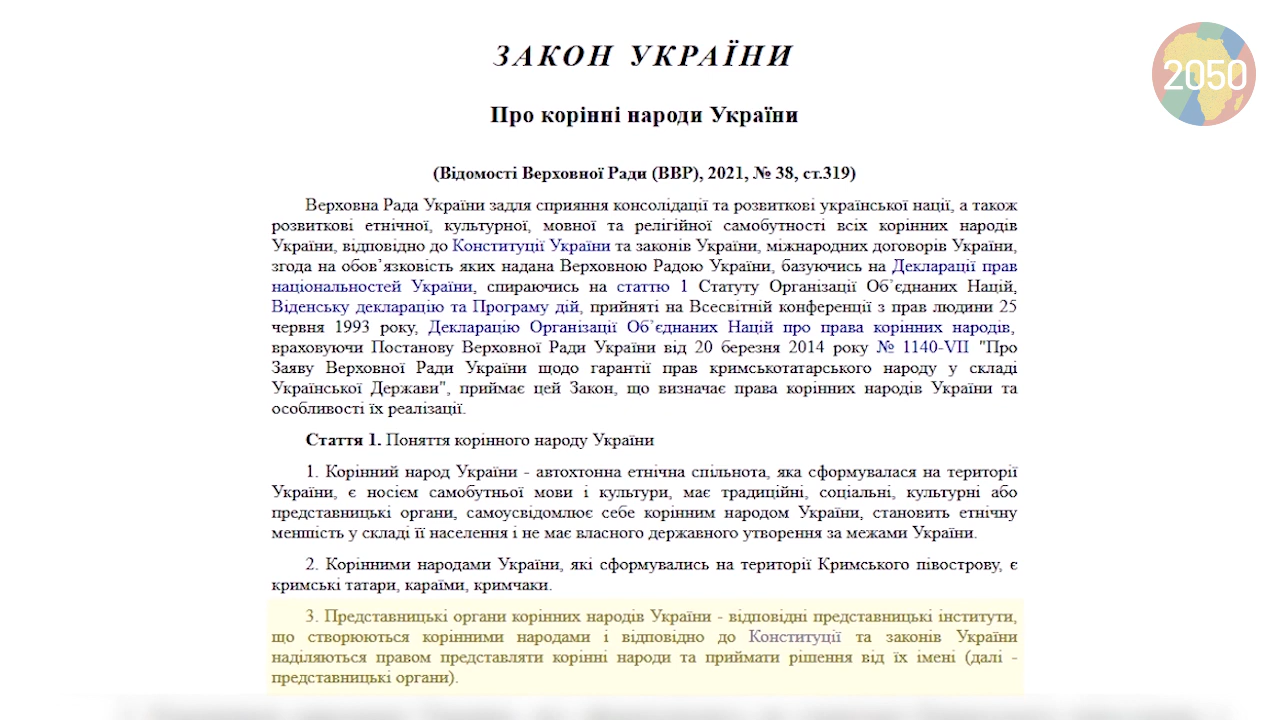 ЗАКОН УКРАЇНИ
2050
Про корінні народи України
(Відомості Верховної Ради (ВВР), 2021, № 38, ст.319)
Верховна Рада України задля сприяння консолідації та розвиткові української нації, а також
розвиткові етнічної, культурної, мовної та релігійної самобутності всіх корінних народів
України, відповідно до Конституції України та законів України, міжнародних договорів України,
згода на обов’язковість яких надана Верховною Радою України, базуючись на Декларації прав
національностей України, спираючись на статтю 1 Статуту Організації Об’єднаних Націй,
Віденську декларацію та Програму дій, прийняті на Всесвітній конференції з прав людини 25
червня 1993 року, Декларацію Організації Об’єднаних Націй про права корінних народів,
враховуючи Постанову Верховної Ради України від 20 березня 2014 року № 1140-VII "Про
Заяву Верховної Ради України щодо гарантії прав кримськотатарського народу у складі
Української Держави", приймає цей Закон, що визначає права корінних народів України та
особливості їх реалізації.
Стаття 1. Поняття корінного народу України
1. Корінний народ України - автохтонна етнічна спільнота, яка сформувалася на території
України, є носієм самобутньої мови і культури, має традиційні, соціальні, культурні або
представницькі органи, самоусвідомлює себе корінним народом України, становить етнічну
меншість у складі її населення і не має власного державного утворення за межами України.
2. Корінними народами України, які сформувались на території Кримського півострову, є
кримські татари, караїми, кримчаки.
3. Представницькі органи корінних народів України - відповідні представницькі інститути,
що створюються корінними народами і відповідно до Конституції та законів України
наділяються правом представляти корінні народи та приймати рішення від їх імені (далі -
представницькі органи).